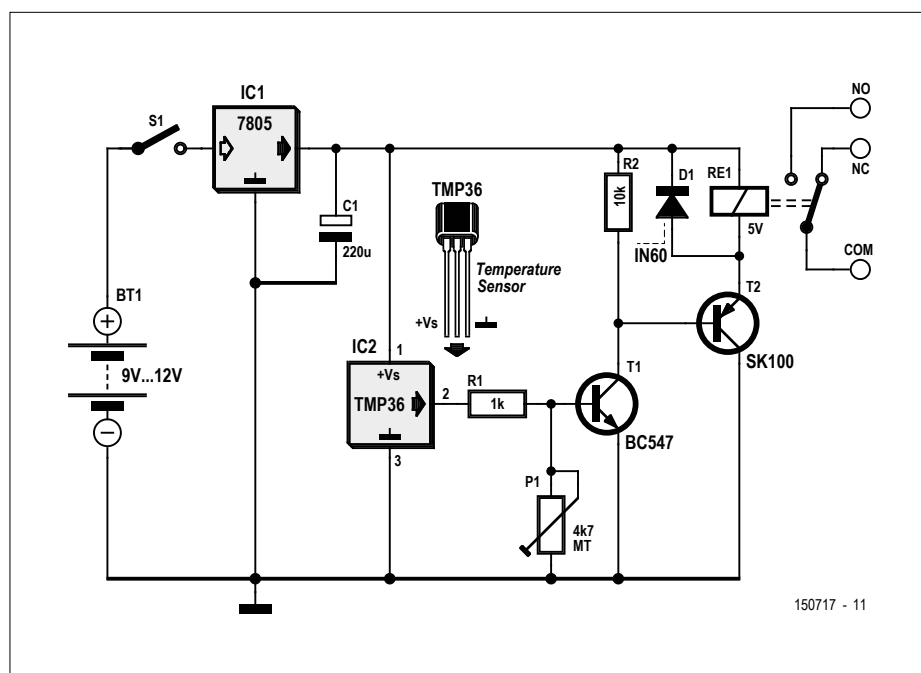 IC1
S1
7805
NO
NC
COM
R2
10k
D1
RE1
5V
IN60
C1
220u
TMP36
Temperature
Sensor
+Vs
BT1
9V...12V
IC2
1
+Vs
TMP36
2
3
R1
1k
T1
BC547
T2
SK100
P1
4k7
MT
150717 - 11